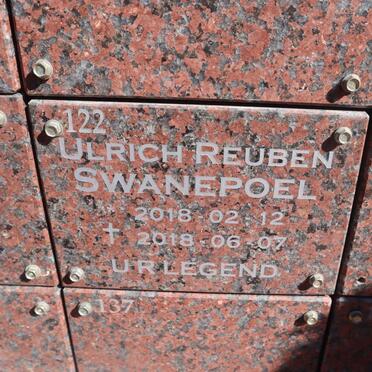 122
ULRICH REUBEN
SWANEPOEL
2018-02-12
✝ 2018-06-07
U R LEGEND
137